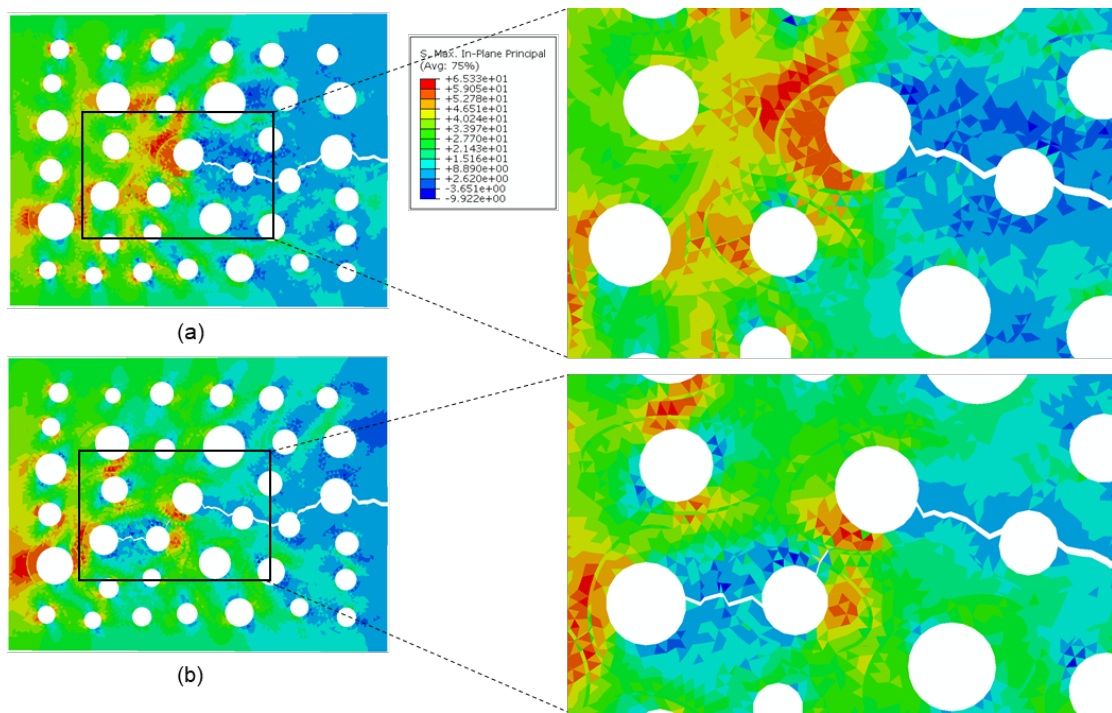 S, Max. In-Plane Principal
(Avg: 75%)
+6.533e+01
+5.905e+01
+5.278e+01
+4.651e+01
+4.024e+01
+3.397e+01
+2.770e+01
+2.143e+01
+1.516e+01
+8.890e+00
+2.620e+00
-3.651e+00
-9.922e+00
(a)
(b)